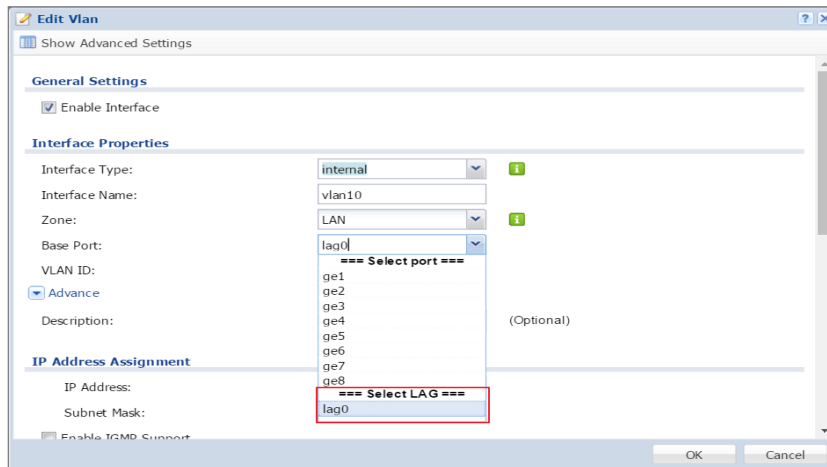 Edit Vlan
Show Advanced Settings
General Settings
Enable Interface
Interface Properties
Interface Type: internal
Interface Name: vlan10
Zone: LAN
Base Port: lag0
=== Select port ===
VLAN ID:
ge1
ge2
Advance
ge3
ge4
Description: (Optional)
ge5
ge6
ge7
IP Address Assignment
ge8
=== Select LAG ===
IP Address:
lag0
Subnet Mask:
Enable IGMP Support
OK Cancel